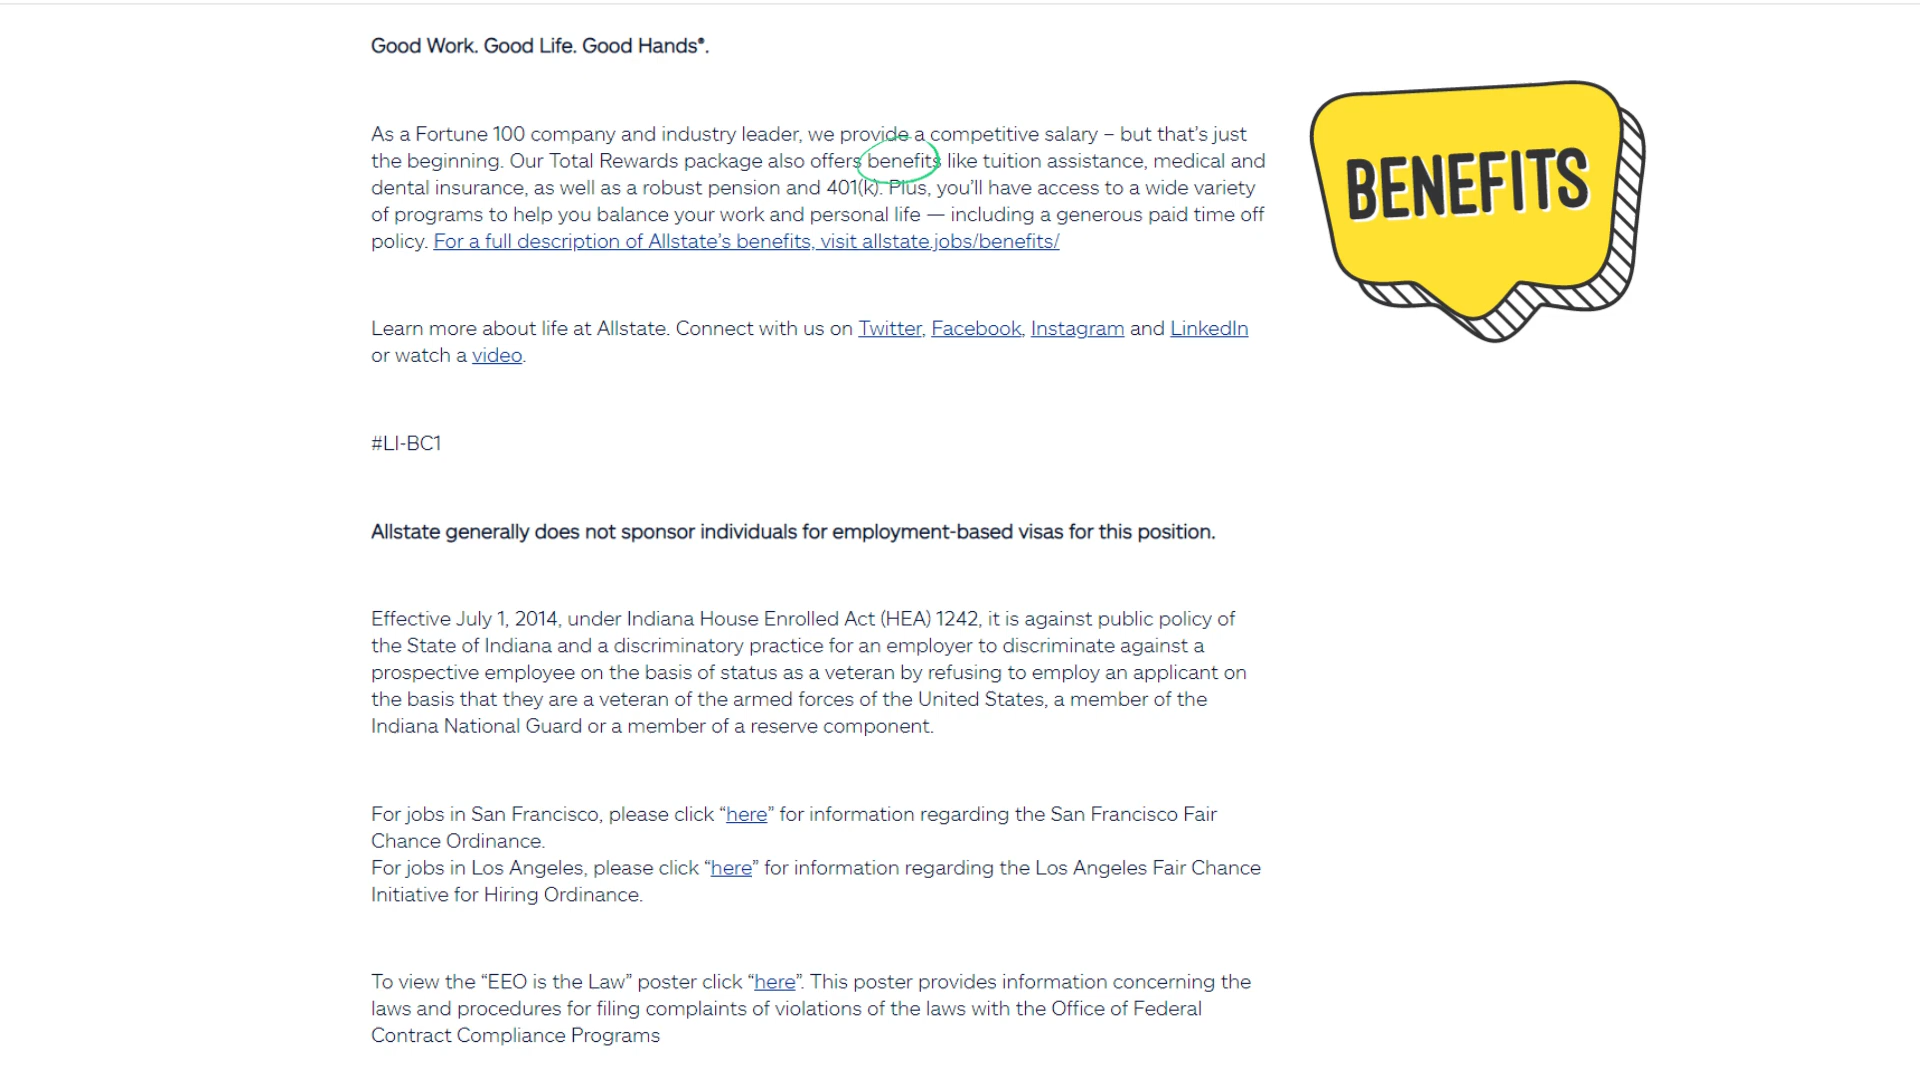 Good Work. Good Life. Good Hands®.
As a Fortune 100 company and industry leader, we provide a competitive salary – but that’s just
the beginning. Our Total Rewards package also offers benefits like tuition assistance, medical and
dental insurance, as well as a robust pension and 401(k). Plus, you’ll have access to a wide variety
of programs to help you balance your work and personal life — including a generous paid time off
policy. For a full description of Allstate’s benefits, visit allstate.jobs/benefits/
BENEFITS
Learn more about life at Allstate. Connect with us on Twitter, Facebook, Instagram and LinkedIn
or watch a video.
#LI-BC1
Allstate generally does not sponsor individuals for employment-based visas for this position.
Effective July 1, 2014, under Indiana House Enrolled Act (HEA) 1242, it is against public policy of
the State of Indiana and a discriminatory practice for an employer to discriminate against a
prospective employee on the basis of status as a veteran by refusing to employ an applicant on
the basis that they are a veteran of the armed forces of the United States, a member of the
Indiana National Guard or a member of a reserve component.
For jobs in San Francisco, please click “here” for information regarding the San Francisco Fair
Chance Ordinance.
For jobs in Los Angeles, please click “here” for information regarding the Los Angeles Fair Chance
Initiative for Hiring Ordinance.
To view the “EEO is the Law” poster click “here”. This poster provides information concerning the
laws and procedures for filing complaints of violations of the laws with the Office of Federal
Contract Compliance Programs